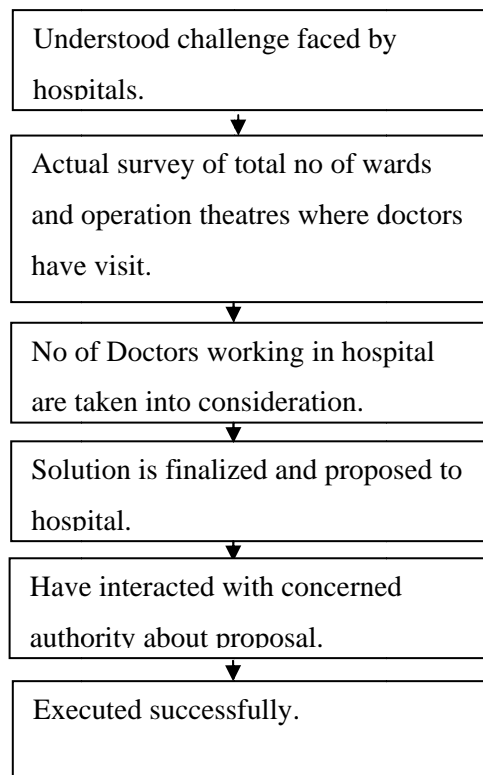 Understood challenge faced by
hospitals.
Actual survey of total no of wards
and operation theatres where doctors
have visit.
No of Doctors working in hospital
are taken into consideration.
Solution is finalized and proposed to
hospital.
Have interacted with concerned
authority about proposal.
Executed successfully.